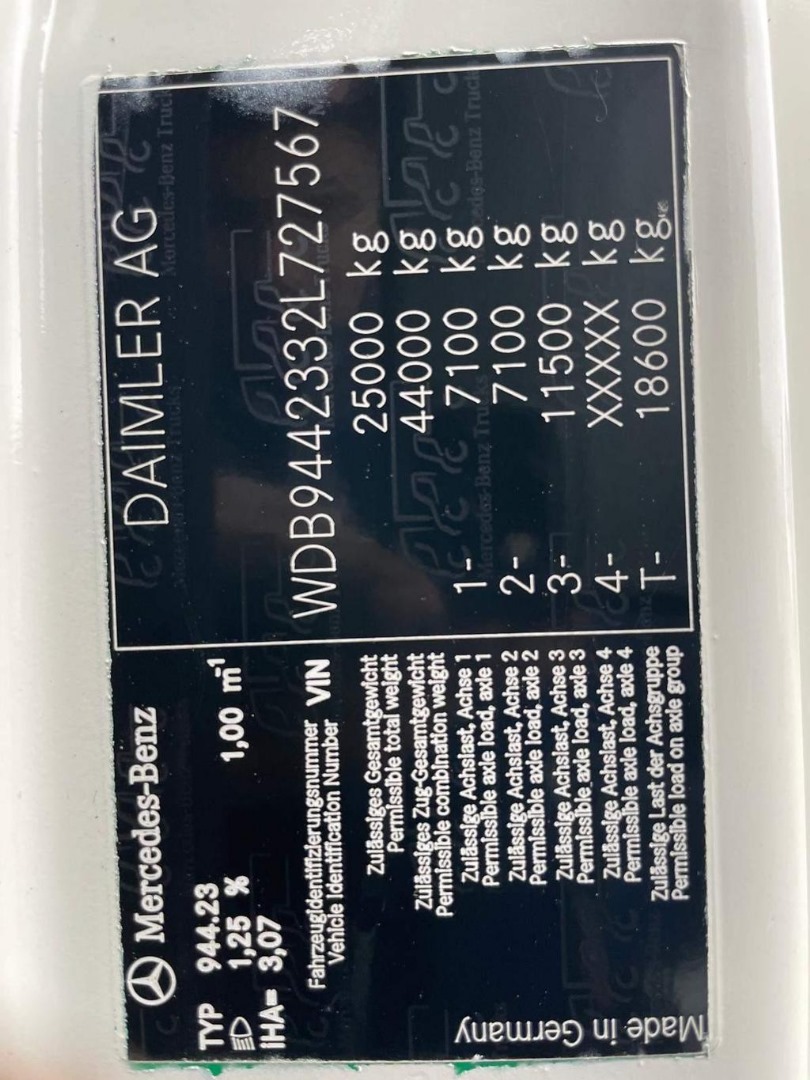 Mercedes-Benz DAIMLER AG
TYP 944.23
1,25 % 1,00 m⁻¹
iHA= 3,07
Fahrzeugidentifizierungsnummer
Vehicle Identification Number VIN WDB9442332L727567
Zulässiges Gesamtgewicht
Permissible total weight 25000 kg
Zulässiges Zug-Gesamtgewicht
Permissible combination weight 44000 kg
Zulässige Achslast, Achse 1
Permissible axle load, axle 1 1- 7100 kg
Zulässige Achslast, Achse 2
Permissible axle load, axle 2 2- 7100 kg
Zulässige Achslast, Achse 3
Permissible axle load, axle 3 3- 11500 kg
Zulässige Achslast, Achse 4
Permissible axle load, axle 4 4- XXXXX kg
Zulässige Last der Achsgruppe
Permissible load on axle group T- 18600 kg
Made in Germany
Mercedes-Benz Trucks